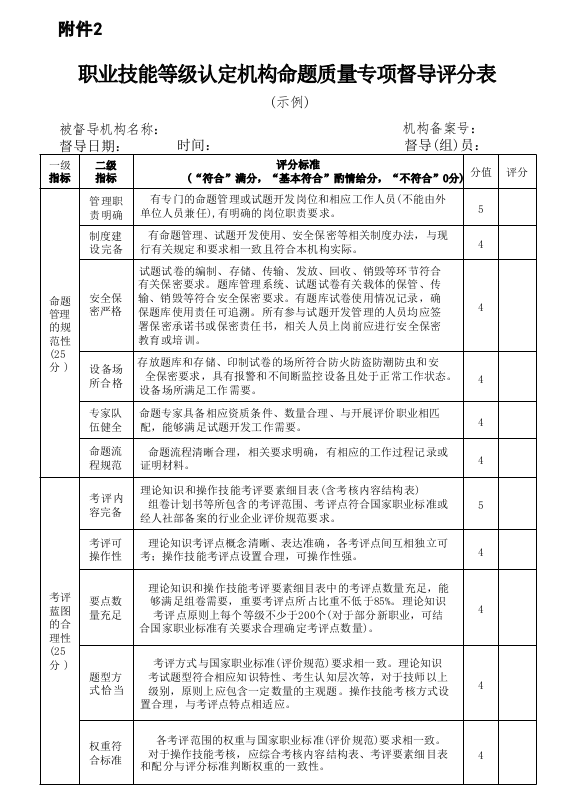 附件2
职业技能等级认定机构命题质量专项督导评分表
(示例)
被督导机构名称: 机构备案号:
督导日期: 时间: 督导(组)员:
一级
指标
二级
指标
评分标准
(“符合”满分，“基本符合”酌情给分，“不符合”0分)
分值
评分
命题
管理
的规
范性
(25
分 )
管理职
责明确
有专门的命题管理或试题开发岗位和相应工作人员(不能由外
单位人员兼任),有明确的岗位职责要求。
5
制度建
设完备
有命题管理、试题开发使用、安全保密等相关制度办法，与现
行有关规定和要求相一致且符合本机构实际。
4
安全保
密严格
试题试卷的编制、存储、传输、发放、回收、销毁等环节符合
有关保密要求。题库管理系统、试题试卷有关载体的保管、传
输、销毁等符合安全保密要求。有题库试卷使用情况记录，确
保题库使用责任可追溯。所有参与试题开发管理的人员均应签
署保密承诺书或保密责任书，相关人员上岗前应进行安全保密
教育或培训。
4
设备场
所合格
存放题库和存储、印制试卷的场所符合防火防盗防潮防虫和安
全保密要求，具有报警和不间断监控设备且处于正常工作状态。
设备场所满足工作需要。
4
专家队
伍健全
命题专家具备相应资质条件、数量合理、与开展评价职业相匹
配，能够满足试题开发工作需要。
4
命题流
程规范
命题流程清晰合理，相关要求明确，有相应的工作过程记录或
证明材料。
4
考评
蓝图
的合
理性
(25
分 )
考评内
容完备
理论知识和操作技能考评要素细目表(含考核内容结构表)
组卷计划书等所包含的考评范围、考评点符合国家职业标准或
经人社部备案的行业企业评价规范要求。
5
考评可
操作性
理论知识考评点概念清晰、表达准确，各考评点间互相独立可
考；操作技能考评点设置合理，可操作性强。
4
要点数
量充足
理论知识和操作技能考评要素细目表中的考评点数量充足，能
够满足组卷需要，重要考评点所占比重不低于85%。理论知识
考评点原则上每个等级不少于200个(对于部分新职业，可结
合国家职业标准有关要求合理确定考评点数量)。
4
题型方
式恰当
考评方式与国家职业标准(评价规范)要求相一致。理论知识
考试题型符合相应知识特性、考生认知层次等，对于技师以上
级别，原则上应包含一定数量的主观题。操作技能考核方式设
置合理，与考评点特点相适应。
4
权重符
合标准
各考评范围的权重与国家职业标准(评价规范)要求相一致。
对于操作技能考核，应综合考核内容结构表、考评要素细目表
和配分与评分标准判断权重的一致性。
4